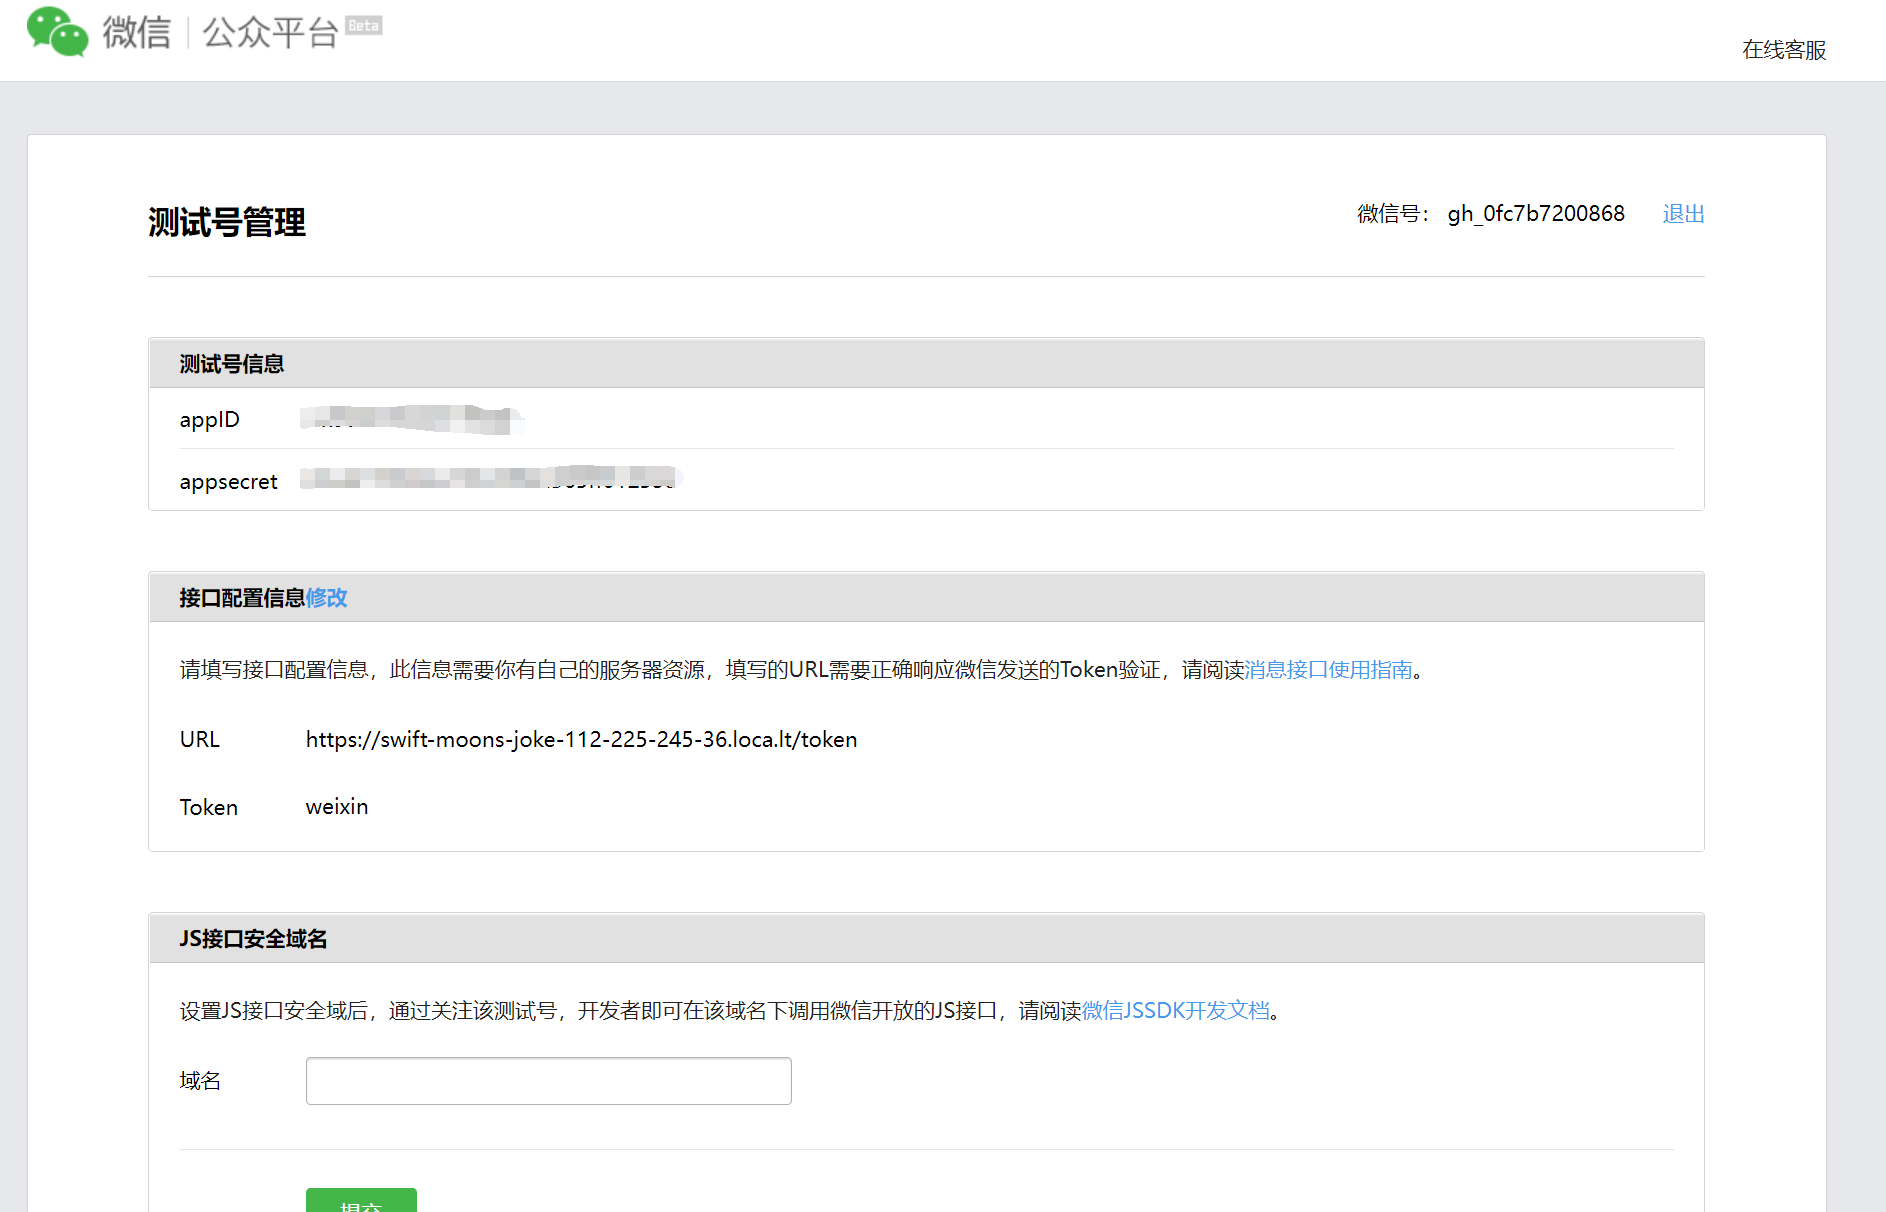 微信 公众平台 Beta
在线客服
测试号管理
微信号： gh_0fc7b7200868 退出
测试号信息
appID
appsecret
接口配置信息修改
请填写接口配置信息，此信息需要你有自己的服务器资源，填写的URL需要正确响应微信发送的Token验证，请阅读消息接口使用指南。
URL https://swift-moons-joke-112-225-245-36.loca.lt/token
Token weixin
JS接口安全域名
设置JS接口安全域后，通过关注该测试号，开发者即可在该域名下调用微信开放的JS接口，请阅读微信JSSDK开发文档。
域名
提交